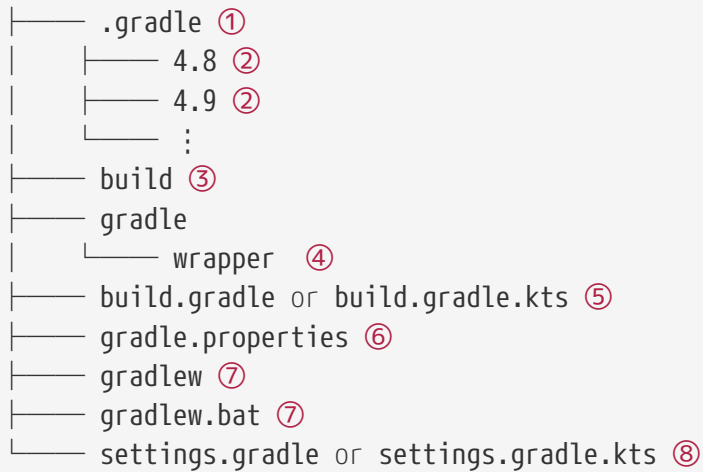 ├── .gradle ①
│   ├── 4.8 ②
│   ├── 4.9 ②
│   └── ⋮
├── build ③
├── gradle
│   └── wrapper ④
├── build.gradle or build.gradle.kts ⑤
├── gradle.properties ⑥
├── gradlew ⑦
├── gradlew.bat ⑦
└── settings.gradle or settings.gradle.kts ⑧